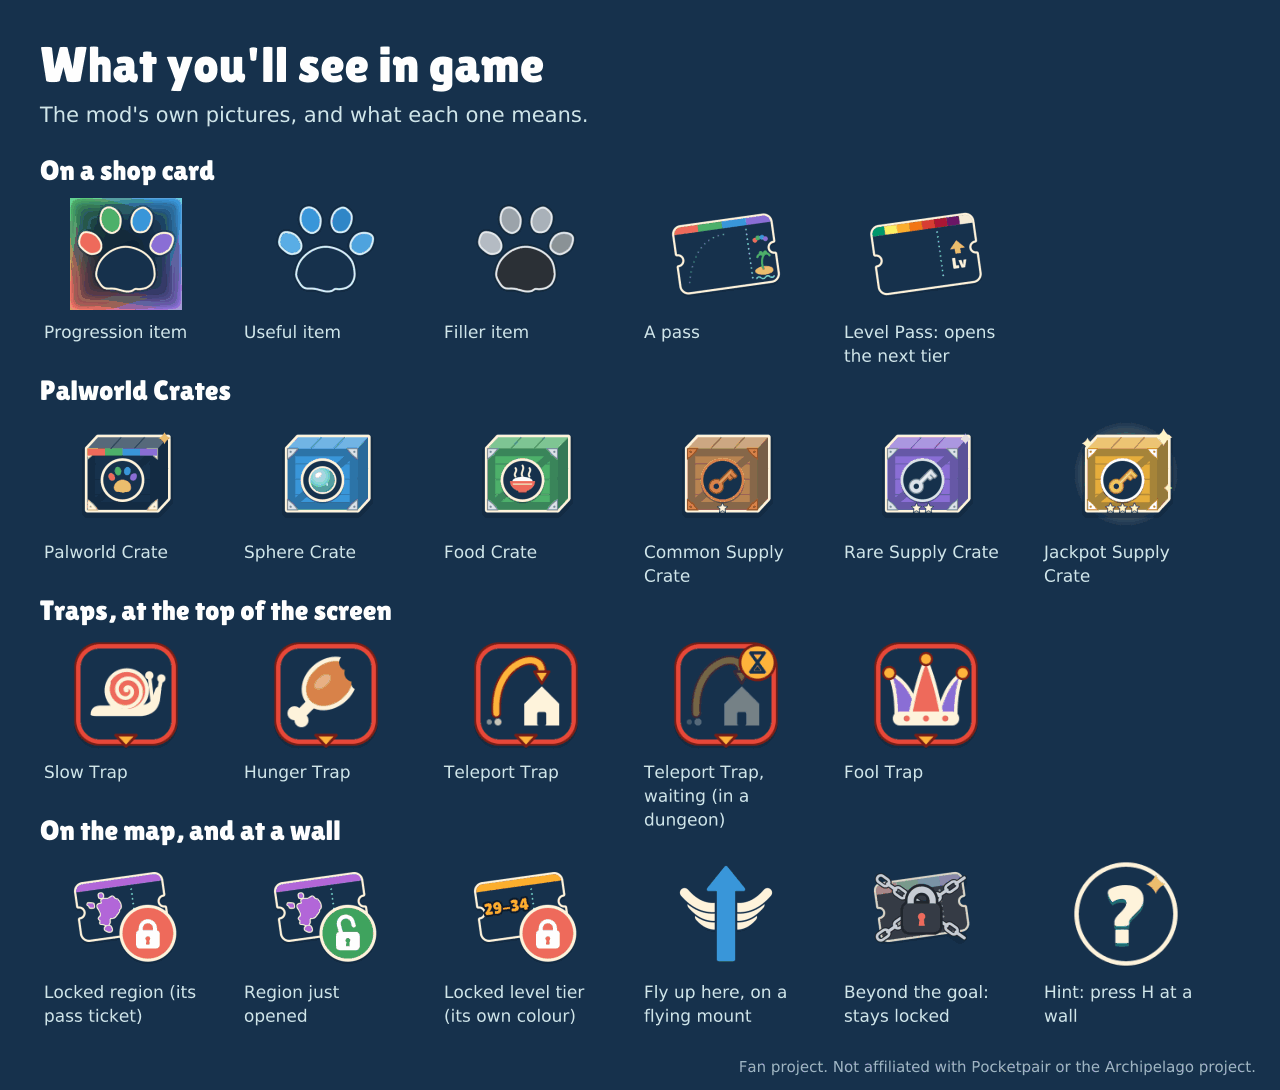 What you'll see in game
The mod's own pictures, and what each one means.
On a shop card
Lv
Progression item
Useful item
Filler item
A pass
Level Pass: opens
the next tier
Palworld Crates
Palworld Crate
Sphere Crate
Food Crate
Common Supply
Crate
Rare Supply Crate
Jackpot Supply
Crate
Traps, at the top of the screen
Slow Trap
Hunger Trap
Teleport Trap
Teleport Trap,
waiting (in a
dungeon)
Fool Trap
On the map, and at a wall
29-34
?
Locked region (its
pass ticket)
Region just
opened
Locked level tier
(its own colour)
Fly up here, on a
flying mount
Beyond the goal:
stays locked
Hint: press H at a
wall
Fan project. Not affiliated with Pocketpair or the Archipelago project.